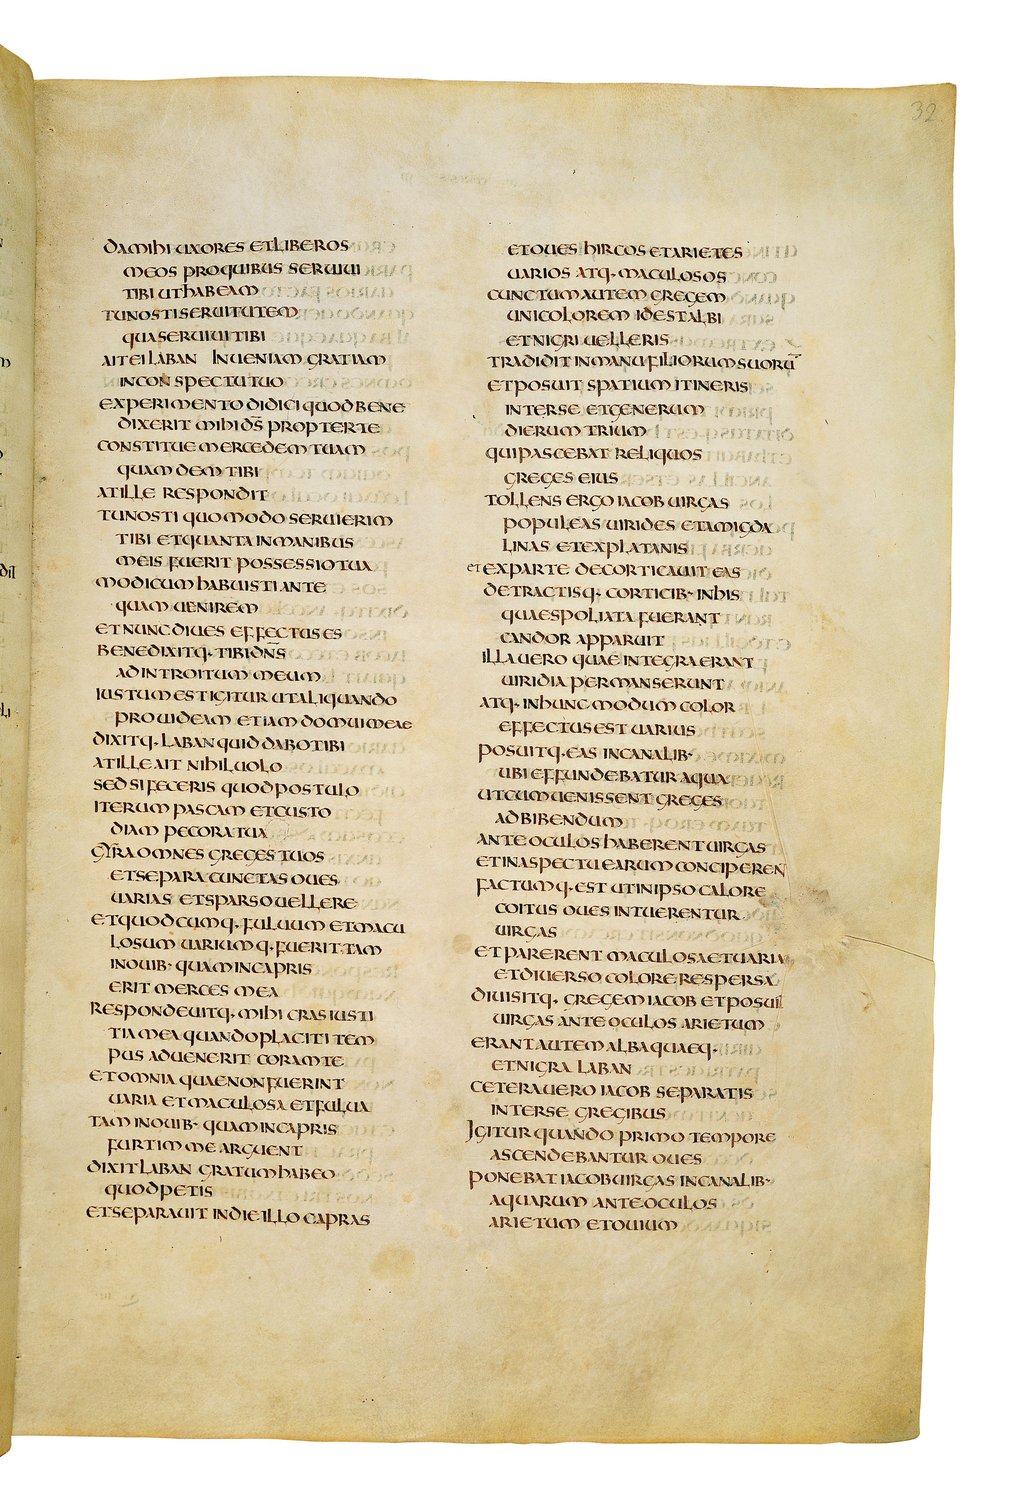 32
DA MIHI UXORES ET LIBEROS
MEOS PRO QUIBUS SERUIUI
TIBI UT HABEAM
TU NOSTI SERUITUTEM
QUA SERUIUI TIBI
AIT EI LABAN INUENIAM GRATIAM
IN CONSPECTU TUO
EXPERIMENTO DIDICI QUOD BENE
DIXERIT MIHI D̅S̅ PROPTER TE
CONSTITUE MERCEDEM TUAM
QUAM DEM TIBI
AT ILLE RESPONDIT
TU NOSTI QUOMODO SERUIERIM
TIBI ET QUANTA IN MANIBUS
MEIS FUERIT POSSESSIO TUA
MODICUM HABUISTI ANTE
QUAM UENIREM
ET NUNC DIUES EFFECTUS ES
BENEDIXITQ· TIBI D̅N̅S̅
AD INTROITUM MEUM
IUSTUM EST IGITUR UT ALIQUANDO
PROUIDEAM ETIAM DOMUI MEAE
DIXITQ· LABAN QUID DABO TIBI
AT ILLE AIT NIHIL UOLO
SED SI FECERIS QUOD POSTULO
ITERUM PASCAM ET CUSTO
DIAM PECORA TUA
GYRA OMNES GREGES TUOS
ET SEPARA CUNCTAS OUES
UARIAS ET SPARSO UELLERE
ET QUODCUMQ· FULUUM ET MACU
LOSUM UARIUMQ· FUERIT TAM
IN OUIB· QUAM IN CAPRIS
ERIT MERCES MEA
RESPONDEUITQ· MIHI CRAS IUSTI
TIA MEA QUANDO PLACITI TEM
PUS ADUENERIT CORAM TE
ET OMNIA QUAE NON FUERINT
UARIA ET MACULOSA ET FULUA
TAM IN OUIB· QUAM IN CAPRIS
FURTI ME ARGUENT
DIXIT LABAN GRATUM HABEO
QUOD PETIS
ET SEPARAUIT IN DIE ILLO CAPRAS
ET OUES HIRCOS ET ARIETES
UARIOS ATQ· MACULOSOS
CUNCTUM AUTEM GREGEM
UNICOLOREM ID EST ALBI
ET NIGRI UELLERIS
TRADIDIT IN MANU FILIORUM SUORU̅
ET POSUIT SPATIUM ITINERIS
INTER SE ET GENERUM
DIERUM TRIUM
QUI PASCEBAT RELIQUOS
GREGES EIUS
TOLLENS ERGO IACOB UIRGAS
POPULEAS UIRIDES ET AMIGDA
LINAS ET EX PLATANIS
et EX PARTE DECORTICAUIT EAS
DETRACTISQ· CORTICIB· IN HIS
QUAE SPOLIATA FUERANT
CANDOR APPARUIT
ILLA UERO QUAE INTEGRA ERANT
UIRIDIA PERMANSERUNT
ATQ· IN HUNC MODUM COLOR
EFFECTUS EST UARIUS
POSUITQ· EAS IN CANALIB·
UBI EFFUNDEBATUR AQUA
UT CUM UENISSENT GREGES
AD BIBENDUM
ANTE OCULOS HABERENT UIRGAS
ET IN ASPECTU EARUM CONCIPEREN
FACTUMQ· EST UT IN IPSO CALORE
COITUS OUES INTUERENTUR
UIRGAS
ET PARERENT MACULOSA ET UARIA
ET DIUERSO COLORE RESPERSA
DIUISITQ· GREGEM IACOB ET POSUIT
UIRGAS ANTE OCULOS ARIETUM
ERANT AUTEM ALBA QUAEQ·
ET NIGRA LABAN
CETERA UERO IACOB SEPARATIS
INTER SE GREGIBUS
IGITUR QUANDO PRIMO TEMPORE
ASCENDEBANTUR OUES
PONEBAT IACOB UIRGAS IN CANALIB·
AQUARUM ANTE OCULOS
ARIETUM ET OUIUM